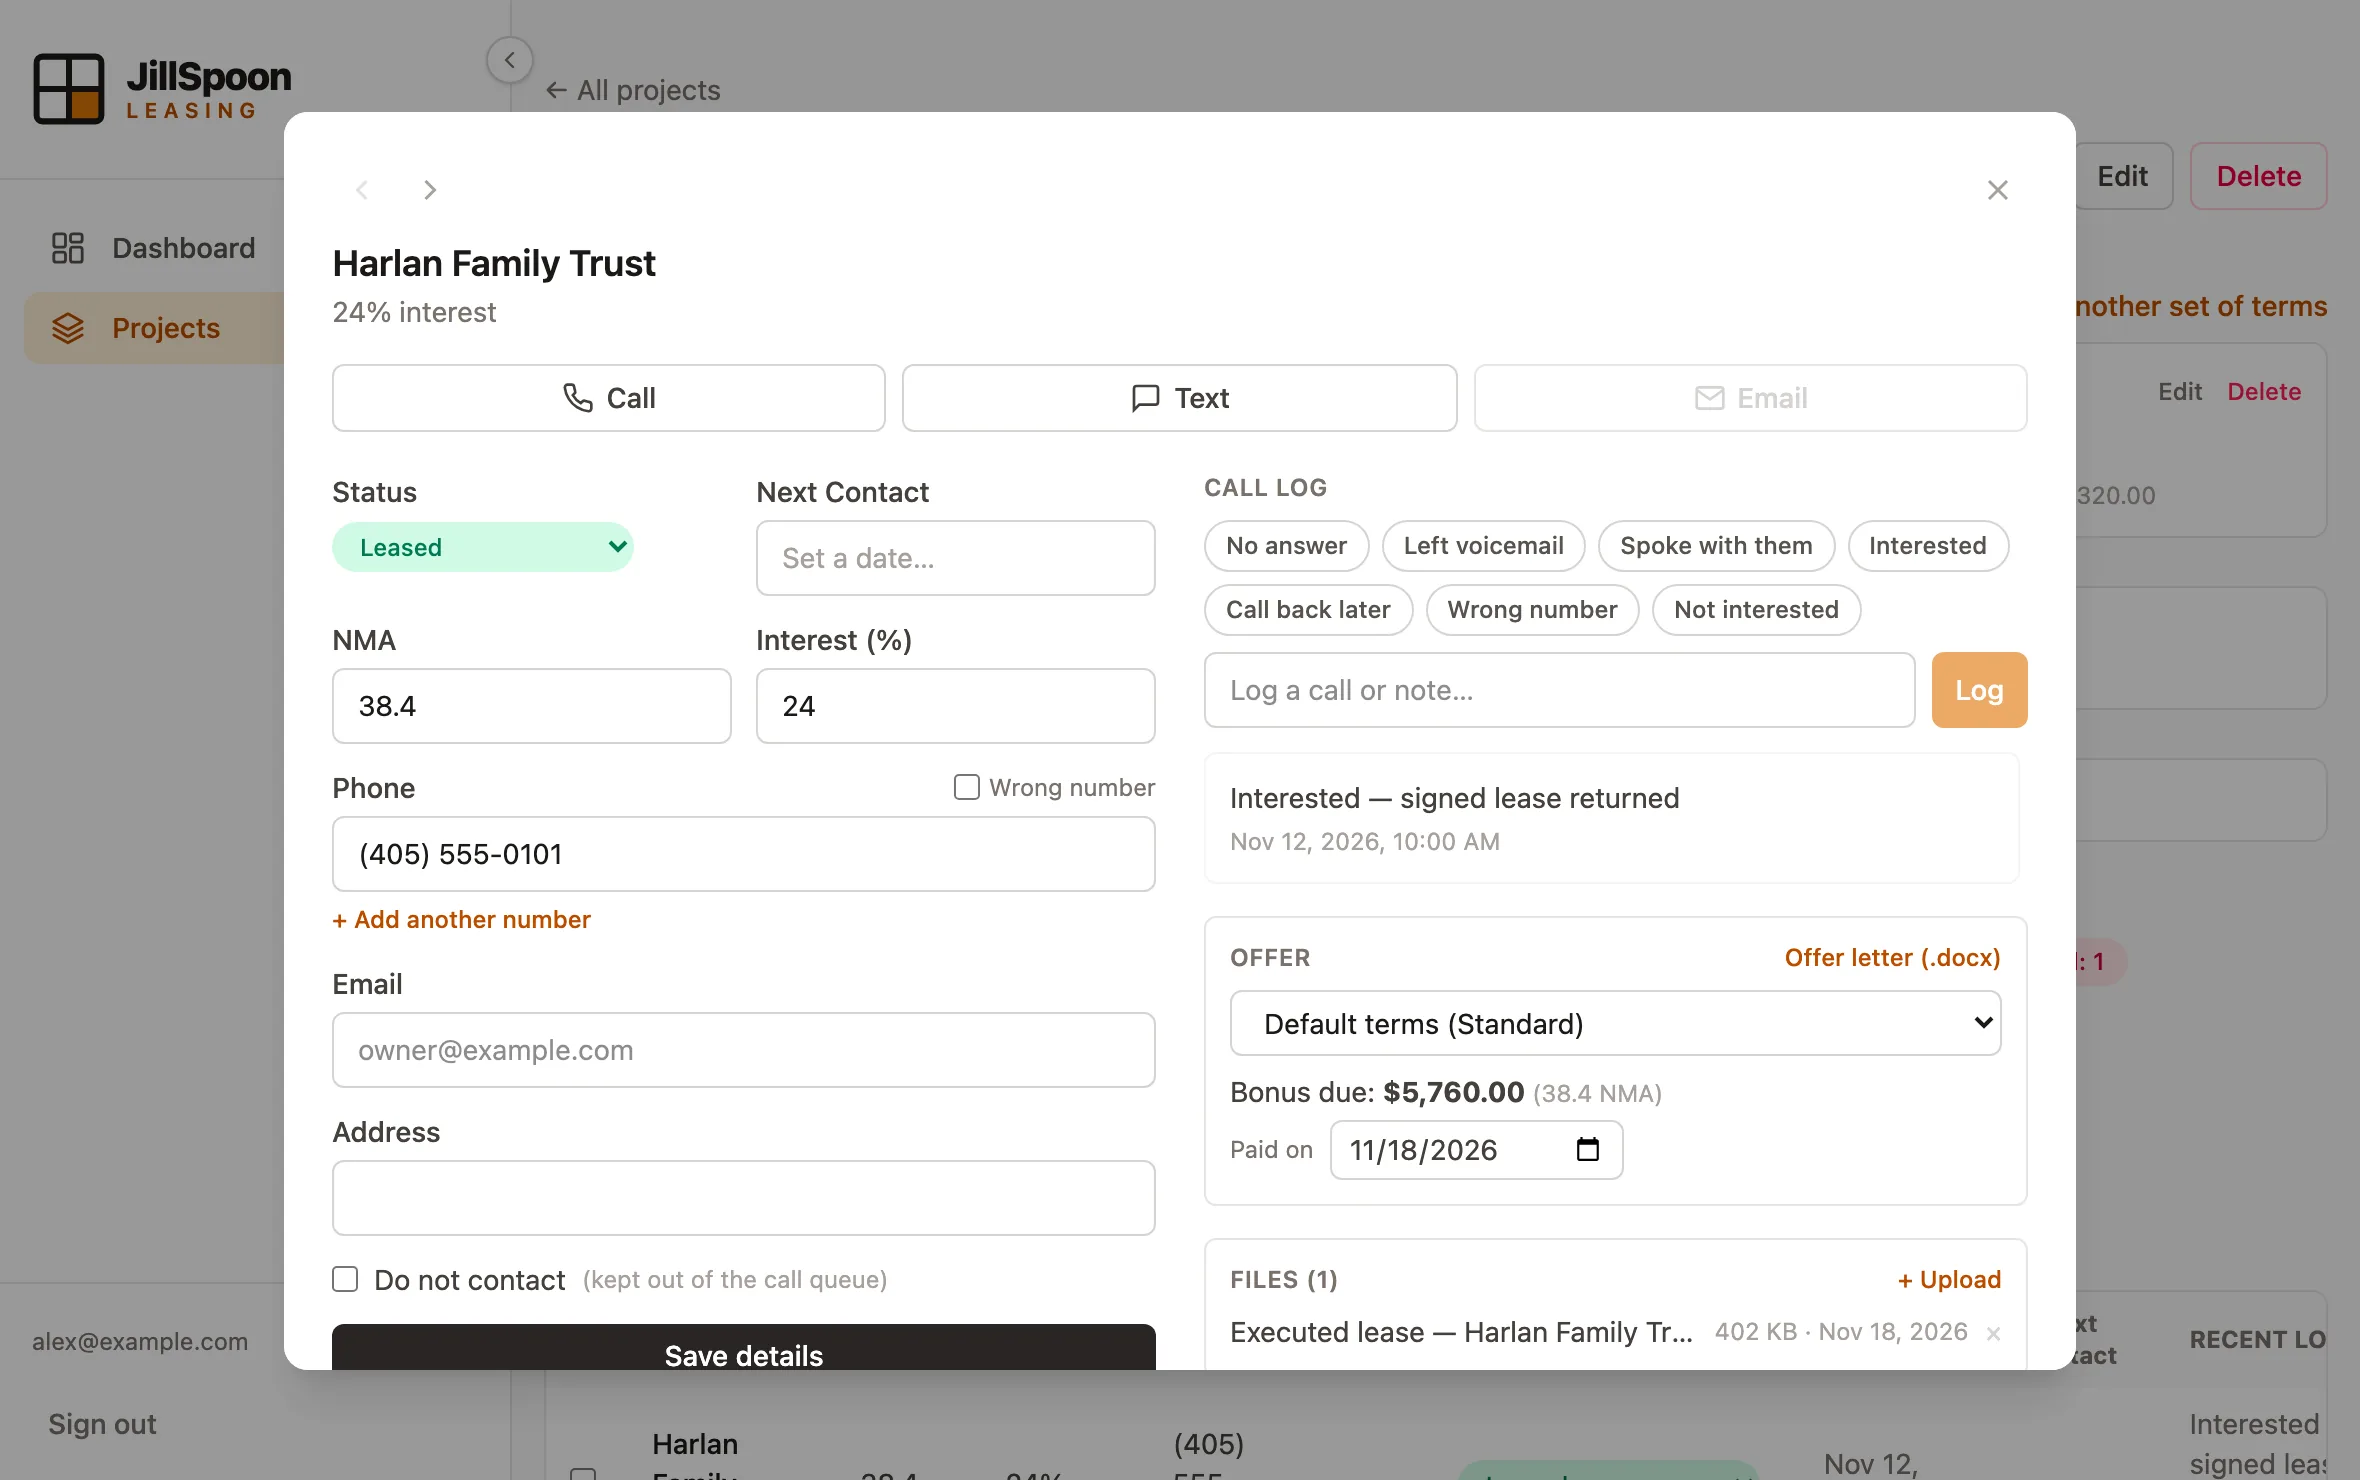 JillSpoon
LEASING
← All projects
Edit
Delete
Dashboard
Projects
nother set of terms
Edit
Delete
320.00
: 1
Harlan Family Trust
24% interest
Call
Text
Email
Status
Leased
Next Contact
Set a date...
NMA
38.4
Interest (%)
24
Phone
Wrong number
(405) 555-0101
+ Add another number
Email
owner@example.com
Address
Do not contact (kept out of the call queue)
Save details
CALL LOG
No answer
Left voicemail
Spoke with them
Interested
Call back later
Wrong number
Not interested
Log a call or note...
Log
Interested — signed lease returned
Nov 12, 2026, 10:00 AM
OFFER
Offer letter (.docx)
Default terms (Standard)
Bonus due: $5,760.00 (38.4 NMA)
Paid on
11/18/2026
FILES (1)
+ Upload
Executed lease — Harlan Family Tr...
402 KB · Nov 18, 2026
×
alex@example.com
Sign out
RECENT LO
Harlan
Family
38.4
24%
(405)
555
Nov 12,
Interested
signed leas